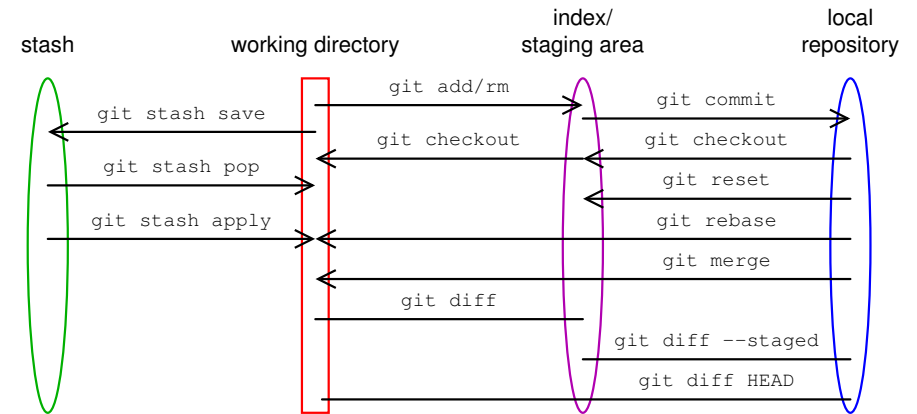 index/
local
stash
working directory
staging area
repository
git add/rm
git commit
git stash save
git checkout
git checkout
git stash pop
git reset
git stash apply
git rebase
git merge
git diff
git diff --staged
git diff HEAD